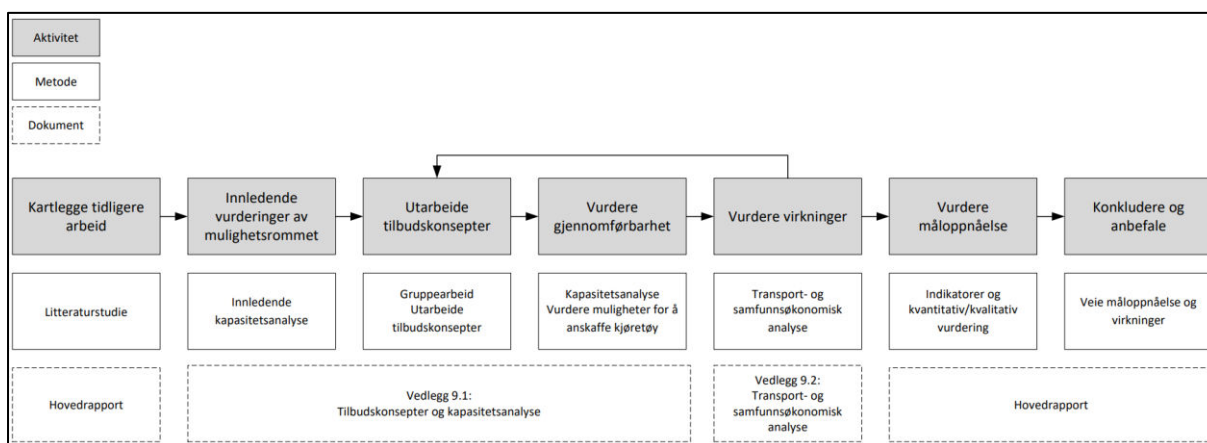 Aktivitet
Metode
Dokument
Kartlegge tidligere
arbeid
Innledende
vurderinger av
mulighetsrommet
Utarbeide
tilbudskonsepter
Vurdere
gjennomførbarhet
Vurdere virkninger
Vurdere
måloppnåelse
Konkludere og
anbefale
Litteraturstudie
Innledende
kapasitetsanalyse
Gruppearbeid
Utarbeide
tilbudskonsepter
Kapasitetsanalyse
Vurdere muligheter for å
anskaffe kjøretøy
Transport- og
samfunnsøkonomisk
analyse
Indikatorer og
kvantitativ/kvalitativ
vurdering
Veie måloppnåelse og
virkninger
Hovedrapport
Vedlegg 9.1:
Tilbudskonsepter og kapasitetsanalyse
Vedlegg 9.2:
Transport- og
samfunnsøkonomisk
analyse
Hovedrapport